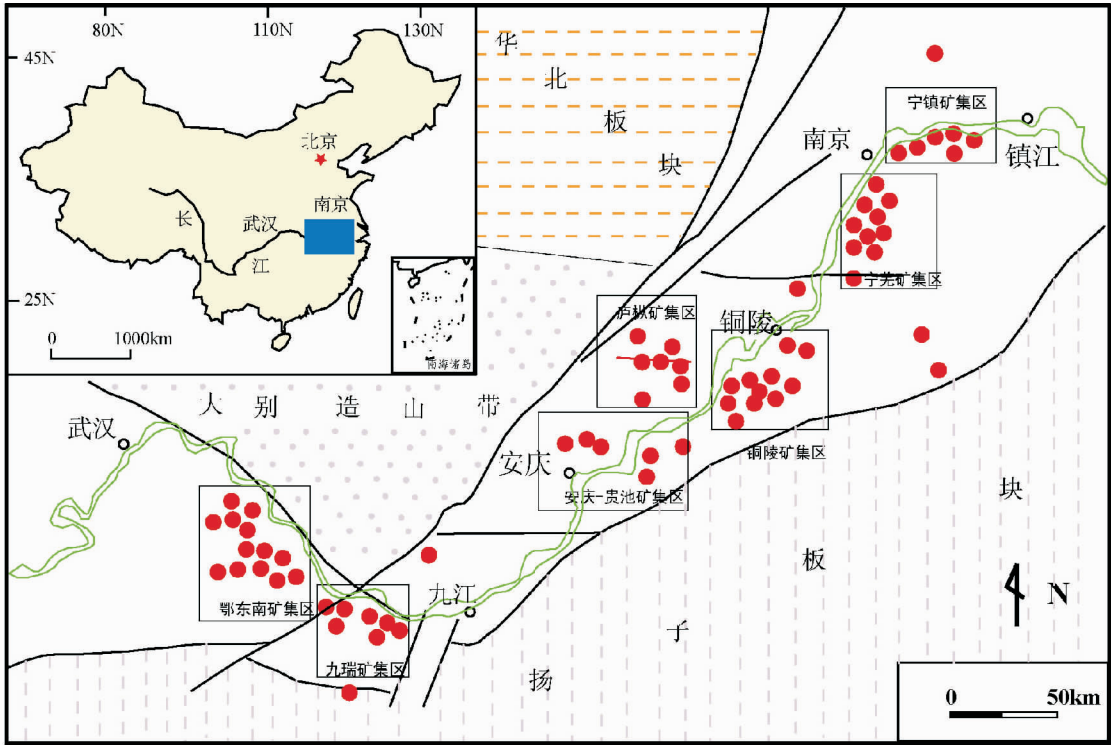 80N
110N
130N
45N
25N
北京
南京
武汉
长
江
0
1000km
南海诸岛
华
北
板
块
宁镇矿集区
南京
镇江
宁芜矿集区
庐枞矿集区
铜陵
铜陵矿集区
大别造山带
武汉
安庆
安庆-贵池矿集区
鄂东南矿集区
九江
九瑞矿集区
块
板
子
扬
N
0
50km